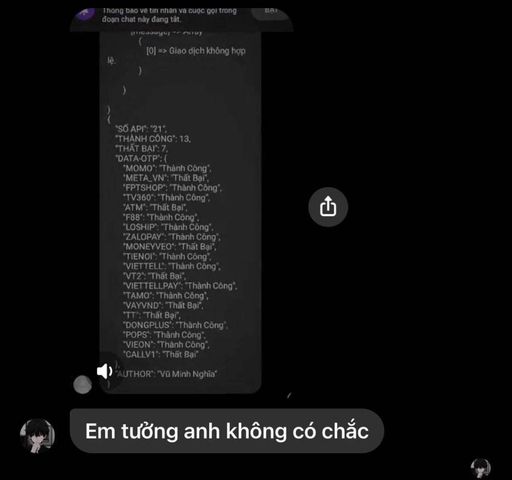 Thông báo về tin nhắn và cuộc gọi trong
đoạn chat này đang tắt.
BẬT
[message] => Array
(
[0] => Giao dịch không hợp
lệ.
)
)
)
{
"SỐ API": "21",
"THÀNH CÔNG": 13,
"THẤT BẠI": 7,
"DATA-OTP": {
"MOMO": "Thành Công",
"META_VN": "Thất Bại",
"FPTSHOP": "Thành Công",
"TV360": "Thành Công",
"ATM": "Thất Bại",
"F88": "Thành Công",
"LOSHIP": "Thành Công",
"ZALOPAY": "Thành Công",
"MONEYVEO": "Thất Bại",
"TIENOI": "Thành Công",
"VIETTELL": "Thành Công",
"VT2": "Thất Bại",
"VIETTELLPAY": "Thành Công",
"TAMO": "Thành Công",
"VAYVND": "Thất Bại",
"TT": "Thất Bại",
"DONGPLUS": "Thành Công",
"POPS": "Thành Công",
"VIEON": "Thành Công",
"CALLV1": "Thất Bại"
},
"AUTHOR": "Vũ Minh Nghĩa"
}
Em tưởng anh không có chắc